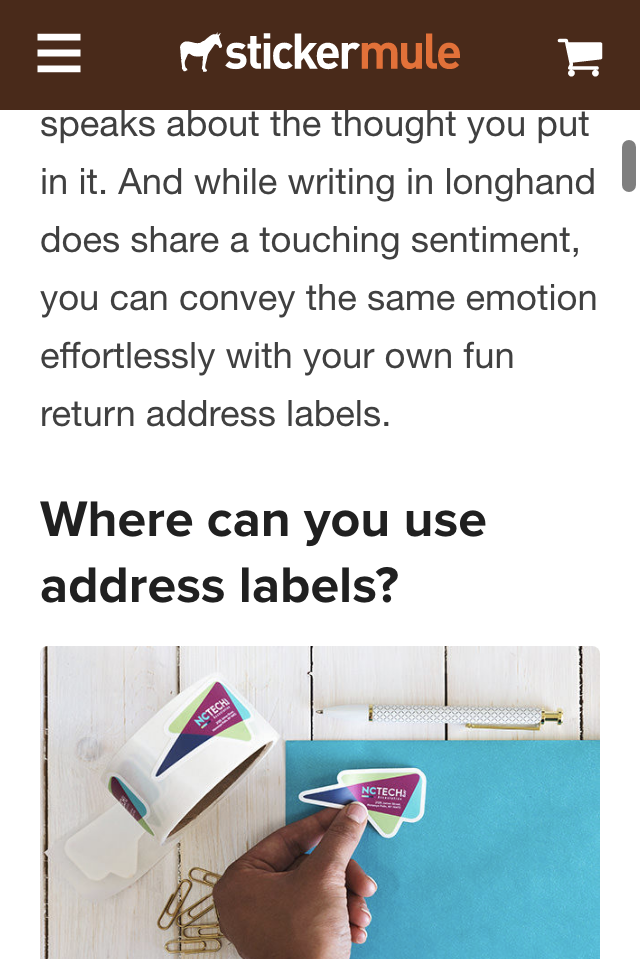 stickermule
speaks about the thought you put
in it. And while writing in longhand
does share a touching sentiment,
you can convey the same emotion
effortlessly with your own fun
return address labels.
Where can you use
address labels?
NCTECH
NCTECH